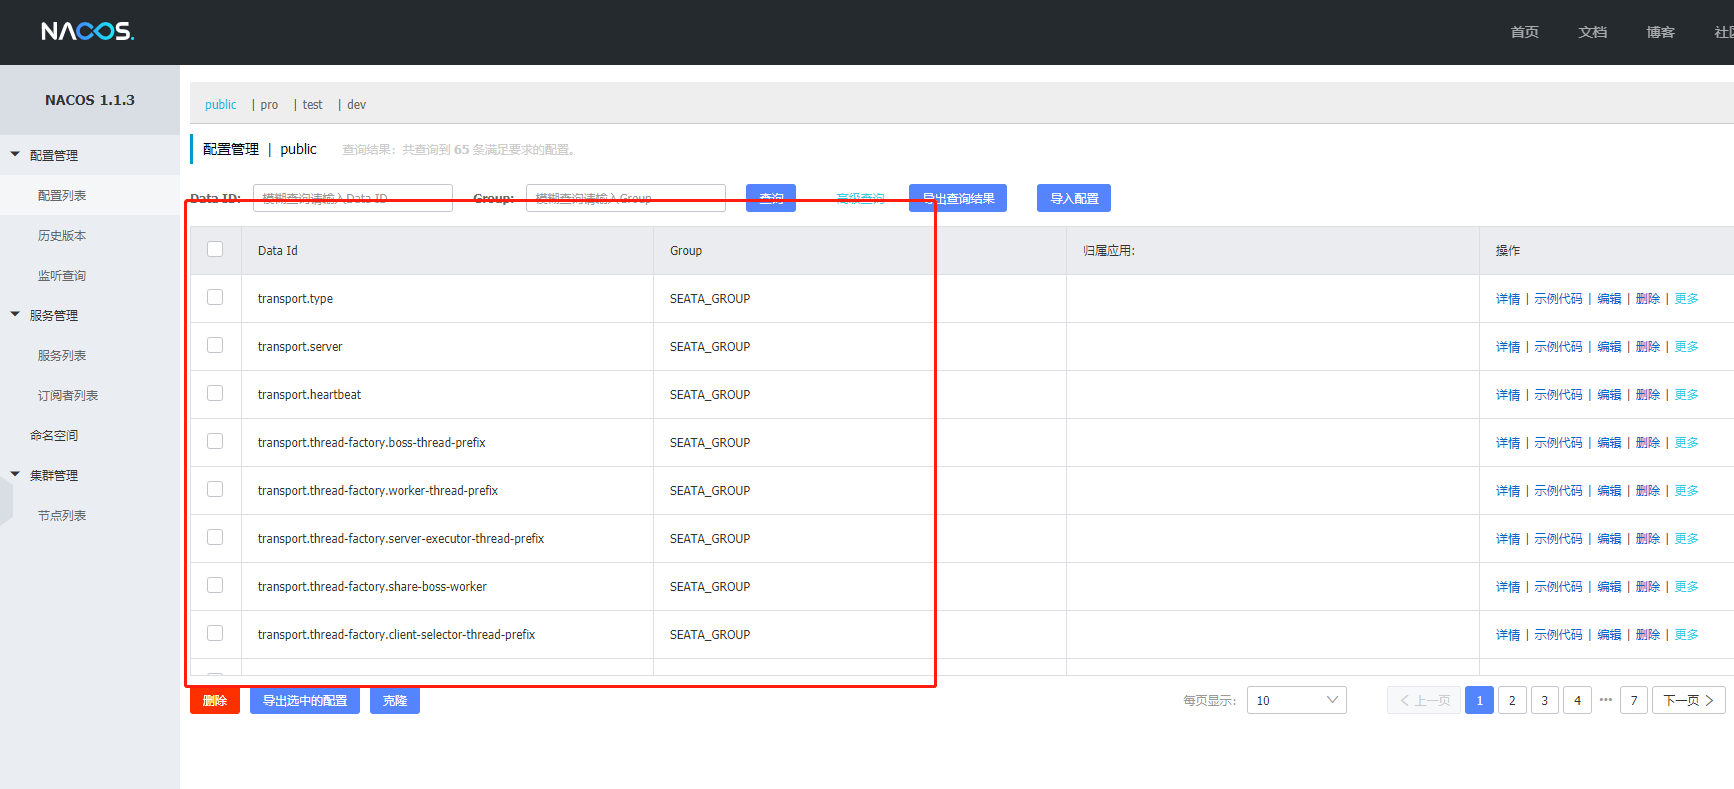 NACOS.
首页 文档 博客 社区
NACOS 1.1.3
配置管理
配置列表
历史版本
监听查询
服务管理
服务列表
订阅者列表
命名空间
集群管理
节点列表
public | pro | test | dev
配置管理 | public 查询结果：共查询到 65 条满足要求的配置。
Data ID: 模糊查询请输入Data ID Group: 模糊查询请输入Group 查询 高级查询 导出查询结果 导入配置
Data Id Group 归属应用: 操作
transport.type SEATA_GROUP 详情 | 示例代码 | 编辑 | 删除 | 更多
transport.server SEATA_GROUP 详情 | 示例代码 | 编辑 | 删除 | 更多
transport.heartbeat SEATA_GROUP 详情 | 示例代码 | 编辑 | 删除 | 更多
transport.thread-factory.boss-thread-prefix SEATA_GROUP 详情 | 示例代码 | 编辑 | 删除 | 更多
transport.thread-factory.worker-thread-prefix SEATA_GROUP 详情 | 示例代码 | 编辑 | 删除 | 更多
transport.thread-factory.server-executor-thread-prefix SEATA_GROUP 详情 | 示例代码 | 编辑 | 删除 | 更多
transport.thread-factory.share-boss-worker SEATA_GROUP 详情 | 示例代码 | 编辑 | 删除 | 更多
transport.thread-factory.client-selector-thread-prefix SEATA_GROUP 详情 | 示例代码 | 编辑 | 删除 | 更多
删除 导出选中的配置 克隆 每页显示: 10 < 上一页 1 2 3 4 ••• 7 下一页 >